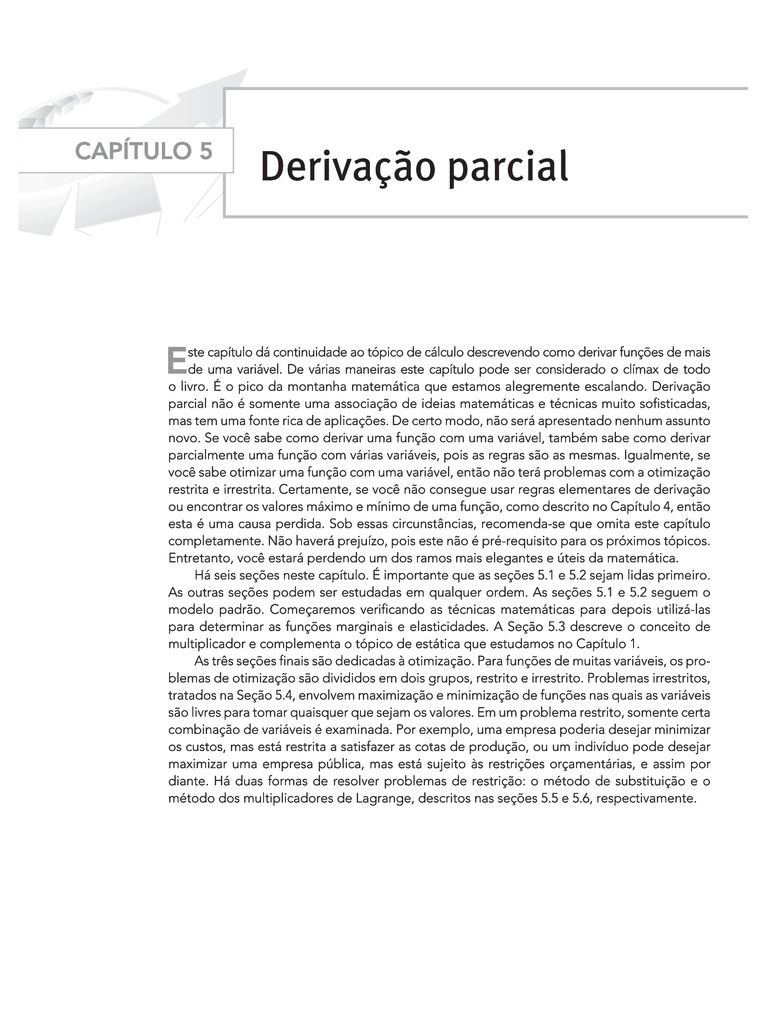 CAPÍTULO 5
Derivação parcial
Este capítulo dá continuidade ao tópico de cálculo descrevendo como derivar funções de mais
de uma variável. De várias maneiras este capítulo pode ser considerado o clímax de todo
o livro. É o pico da montanha matemática que estamos alegremente escalando. Derivação
parcial não é somente uma associação de ideias matemáticas e técnicas muito sofisticadas,
mas tem uma fonte rica de aplicações. De certo modo, não será apresentado nenhum assunto
novo. Se você sabe como derivar uma função com uma variável, também sabe como derivar
parcialmente uma função com várias variáveis, pois as regras são as mesmas. Igualmente, se
você sabe otimizar uma função com uma variável, então não terá problemas com a otimização
restrita e irrestrita. Certamente, se você não consegue usar regras elementares de derivação
ou encontrar os valores máximo e mínimo de uma função, como descrito no Capítulo 4, então
esta é uma causa perdida. Sob essas circunstâncias, recomenda-se que omita este capítulo
completamente. Não haverá prejuízo, pois este não é pré-requisito para os próximos tópicos.
Entretanto, você estará perdendo um dos ramos mais elegantes e úteis da matemática.
Há seis seções neste capítulo. É importante que as seções 5.1 e 5.2 sejam lidas primeiro.
As outras seções podem ser estudadas em qualquer ordem. As seções 5.1 e 5.2 seguem o
modelo padrão. Começaremos verificando as técnicas matemáticas para depois utilizá-las
para determinar as funções marginais e elasticidades. A Seção 5.3 descreve o conceito de
multiplicador e complementa o tópico de estática que estudamos no Capítulo 1.
As três seções finais são dedicadas à otimização. Para funções de muitas variáveis, os pro-
blemas de otimização são divididos em dois grupos, restrito e irrestrito. Problemas irrestritos,
tratados na Seção 5.4, envolvem maximização e minimização de funções nas quais as variáveis
são livres para tomar quaisquer que sejam os valores. Em um problema restrito, somente certa
combinação de variáveis é examinada. Por exemplo, uma empresa poderia desejar minimizar
os custos, mas está restrita a satisfazer as cotas de produção, ou um indivíduo pode desejar
maximizar uma empresa pública, mas está sujeito às restrições orçamentárias, e assim por
diante. Há duas formas de resolver problemas de restrição: o método de substituição e o
método dos multiplicadores de Lagrange, descritos nas seções 5.5 e 5.6, respectivamente.